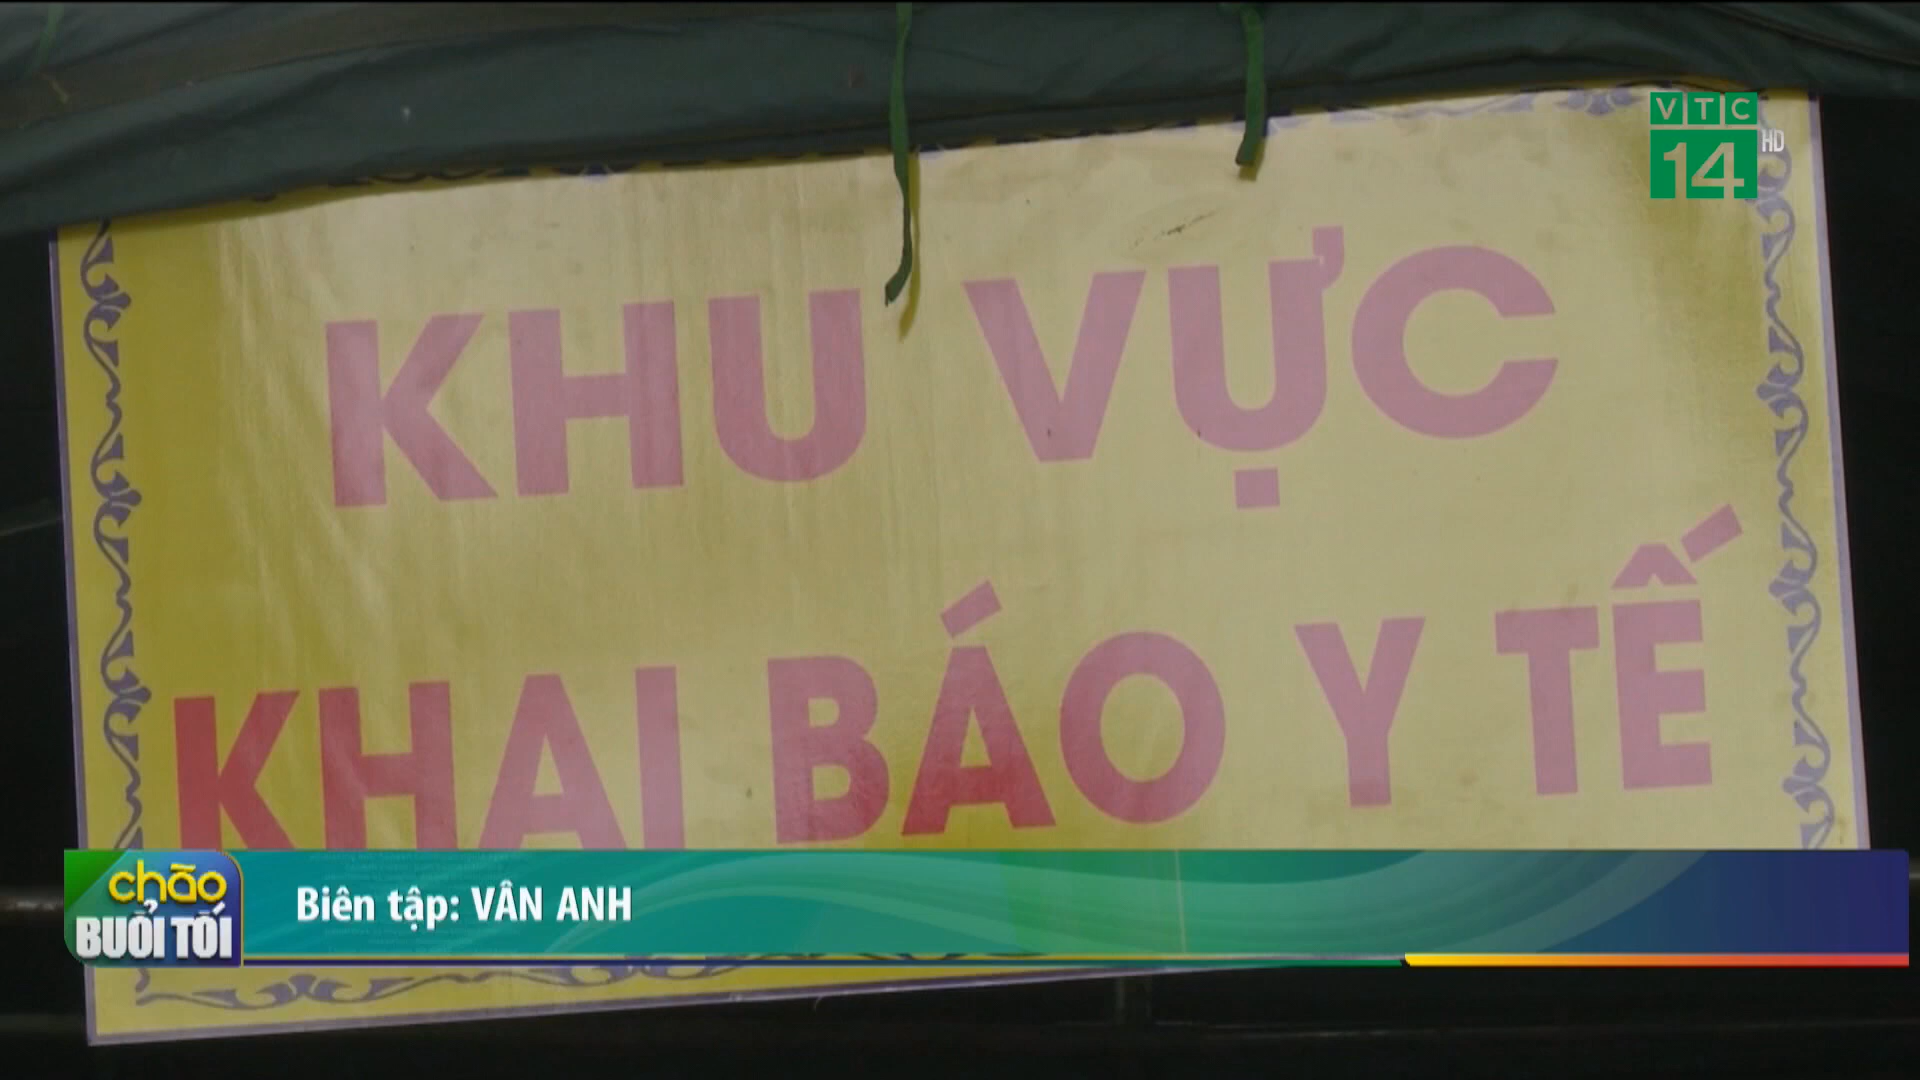 VTC
14 HD
KHU VỰC
KHAI BÁO Y TẾ
chào
BUỔI TỐI
Biên tập: VÂN ANH